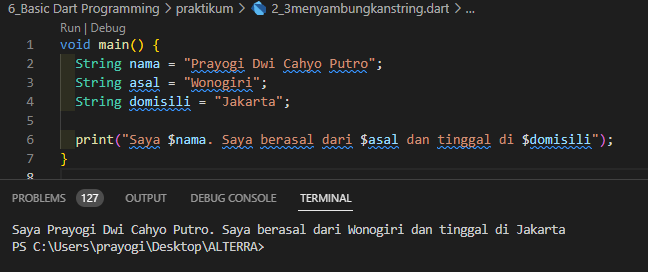 6_Basic Dart Programming > praktikum > 2_3menyambungkanstring.dart > ...
Run | Debug
1 void main() {
2 String nama = "Prayogi Dwi Cahyo Putro";
3 String asal = "Wonogiri";
4 String domisili = "Jakarta";
5
6 print("Saya $nama. Saya berasal dari $asal dan tinggal di $domisili");
7 }
8
PROBLEMS 127 OUTPUT DEBUG CONSOLE TERMINAL
Saya Prayogi Dwi Cahyo Putro. Saya berasal dari Wonogiri dan tinggal di Jakarta
PS C:\Users\prayogi\Desktop\ALTERRA>